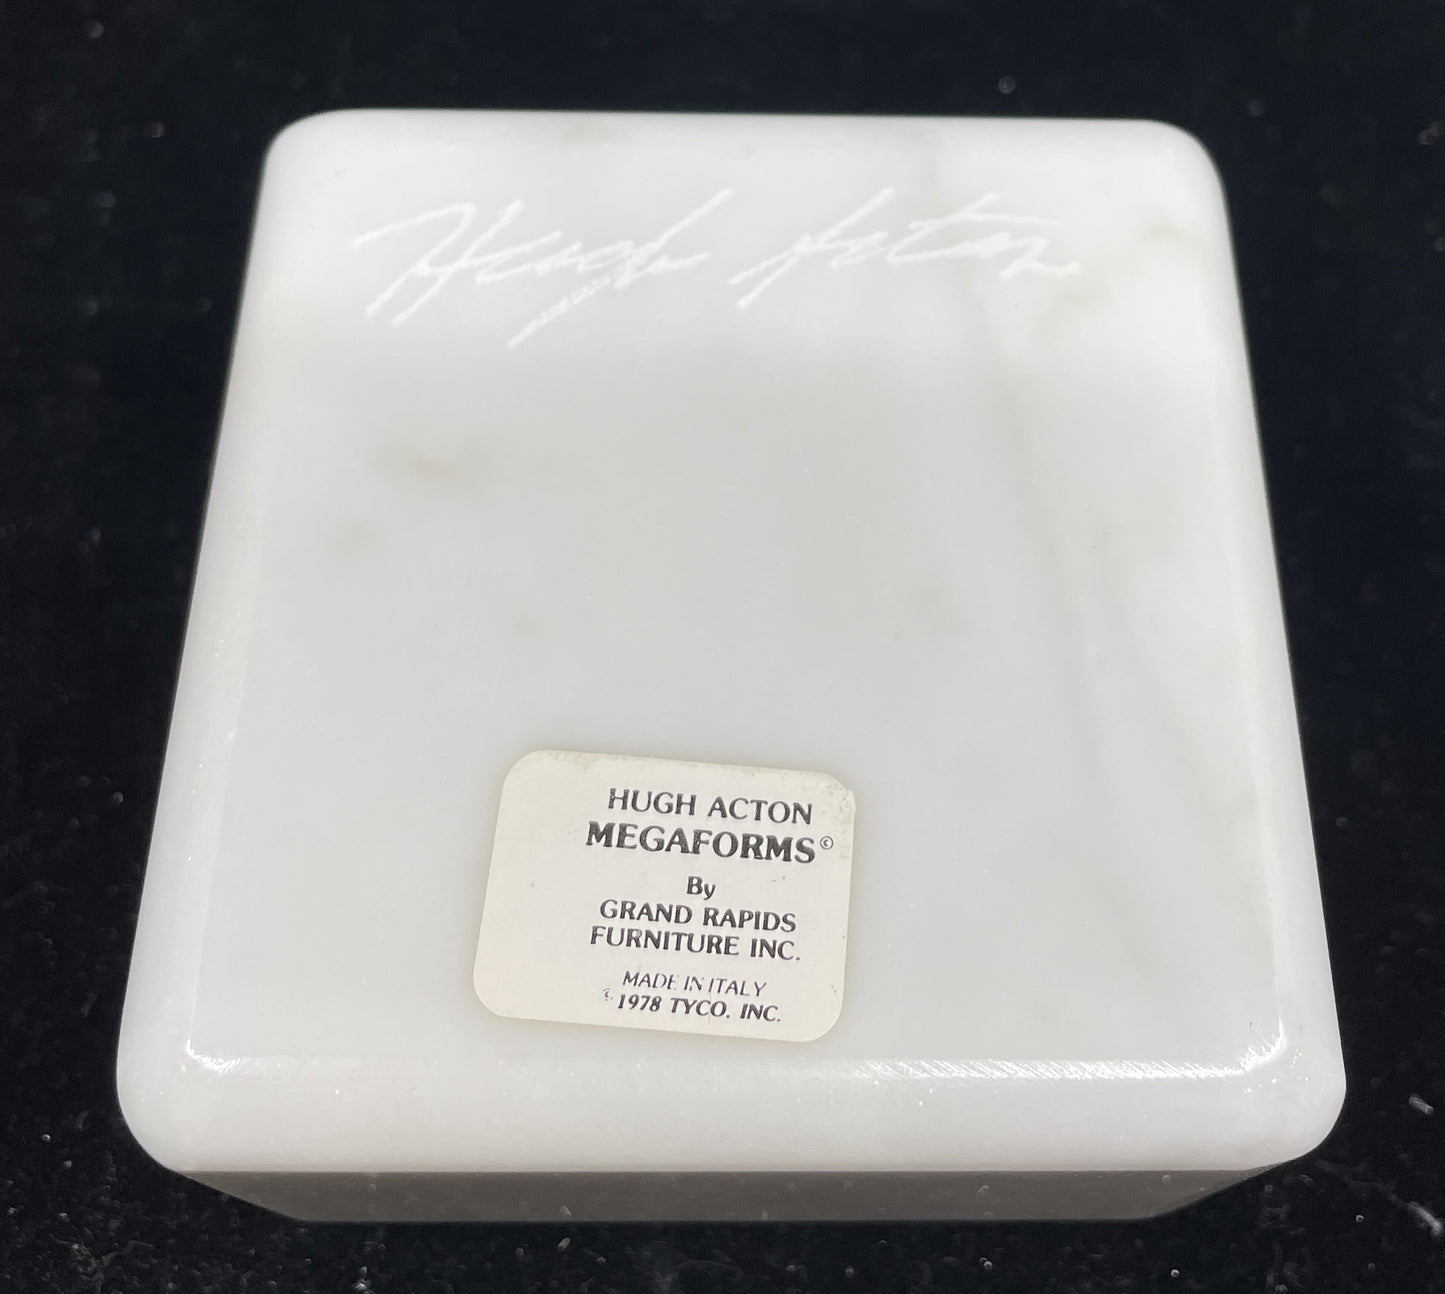 Hugh Acton
HUGH ACTON
MEGAFORMS©
By
GRAND RAPIDS
FURNITURE INC.
MADE IN ITALY
© 1978 TYCO. INC.